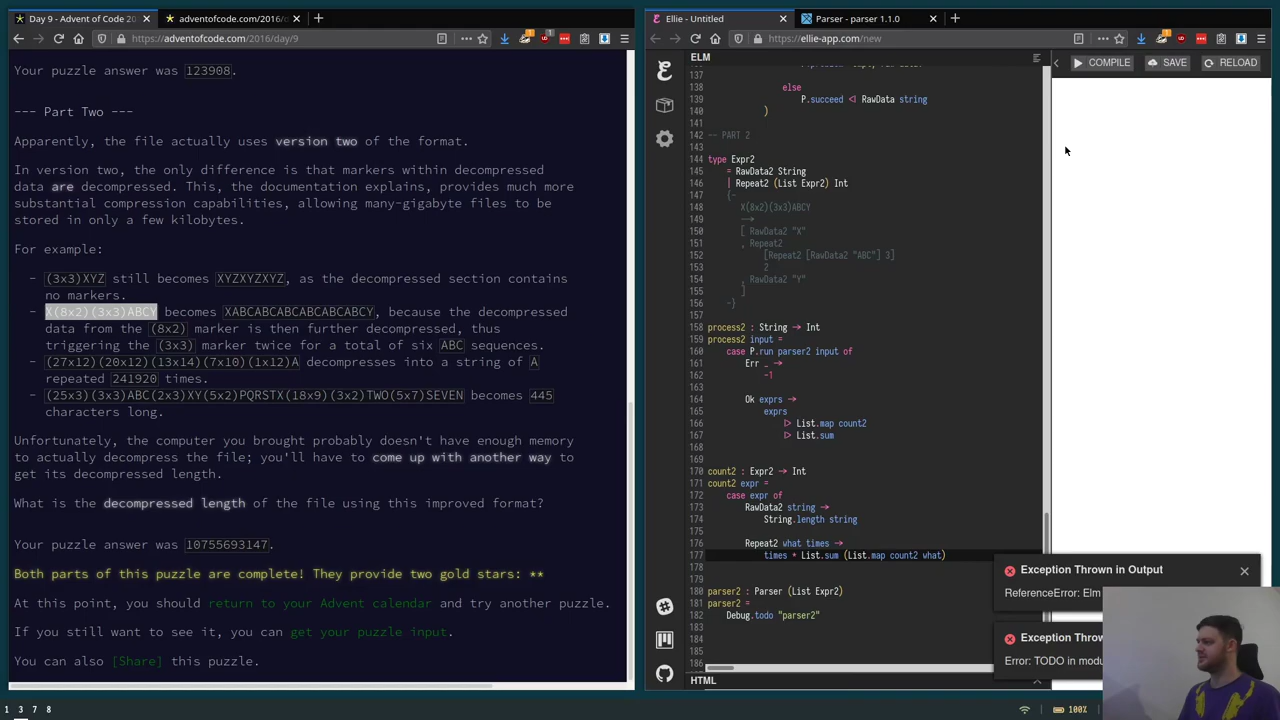 Day 9 - Advent of Code 20
adventofcode.com/2016/d
https://adventofcode.com/2016/day/9
Your puzzle answer was 123908.
--- Part Two ---
Apparently, the file actually uses version two of the format.
In version two, the only difference is that markers within decompressed
data are decompressed. This, the documentation explains, provides much more
substantial compression capabilities, allowing many-gigabyte files to be
stored in only a few kilobytes.
For example:
- (3x3)XYZ still becomes XYZXYZXYZ, as the decompressed section contains
no markers.
- X(8x2)(3x3)ABCY becomes XABCABCABCABCABCABCY, because the decompressed
data from the (8x2) marker is then further decompressed, thus
triggering the (3x3) marker twice for a total of six ABC sequences.
- (27x12)(20x12)(13x14)(7x10)(1x12)A decompresses into a string of A
repeated 241920 times.
- (25x3)(3x3)ABC(2x3)XY(5x2)PQRSTX(18x9)(3x2)TWO(5x7)SEVEN becomes 445
characters long.
Unfortunately, the computer you brought probably doesn't have enough memory
to actually decompress the file; you'll have to come up with another way to
get its decompressed length.
What is the decompressed length of the file using this improved format?
Your puzzle answer was 10755693147.
Both parts of this puzzle are complete! They provide two gold stars: **
At this point, you should return to your Advent calendar and try another puzzle.
If you still want to see it, you can get your puzzle input.
You can also [Share] this puzzle.
Ellie - Untitled
Parser - parser 1.1.0
https://ellie-app.com/new
ELM
COMPILE
SAVE
RELOAD
137
138 else
139 P.succeed <| RawData string
140 )
141
142 -- PART 2
143
144 type Expr2
145 = RawData2 String
146 | Repeat2 (List Expr2) Int
147 {-
148 X(8x2)(3x3)ABCY
149 -->
150 [ RawData2 "X"
151 , Repeat2
152 [Repeat2 [RawData2 "ABC"] 3]
153 2
154 , RawData2 "Y"
155 ]
156 -}
157
158 process2 : String -> Int
159 process2 input =
160 case P.run parser2 input of
161 Err _ ->
162 -1
163
164 Ok exprs ->
165 exprs
166 |> List.map count2
167 |> List.sum
168
169
170 count2 : Expr2 -> Int
171 count2 expr =
172 case expr of
173 RawData2 string ->
174 String.length string
175
176 Repeat2 what times ->
177 times * List.sum (List.map count2 what)
178
179
180 parser2 : Parser (List Expr2)
181 parser2 =
182 Debug.todo "parser2"
183
184
185
186
HTML
Exception Thrown in Output
ReferenceError: Elm
Exception Throw
Error: TODO in modu
1 3 7 8
100%